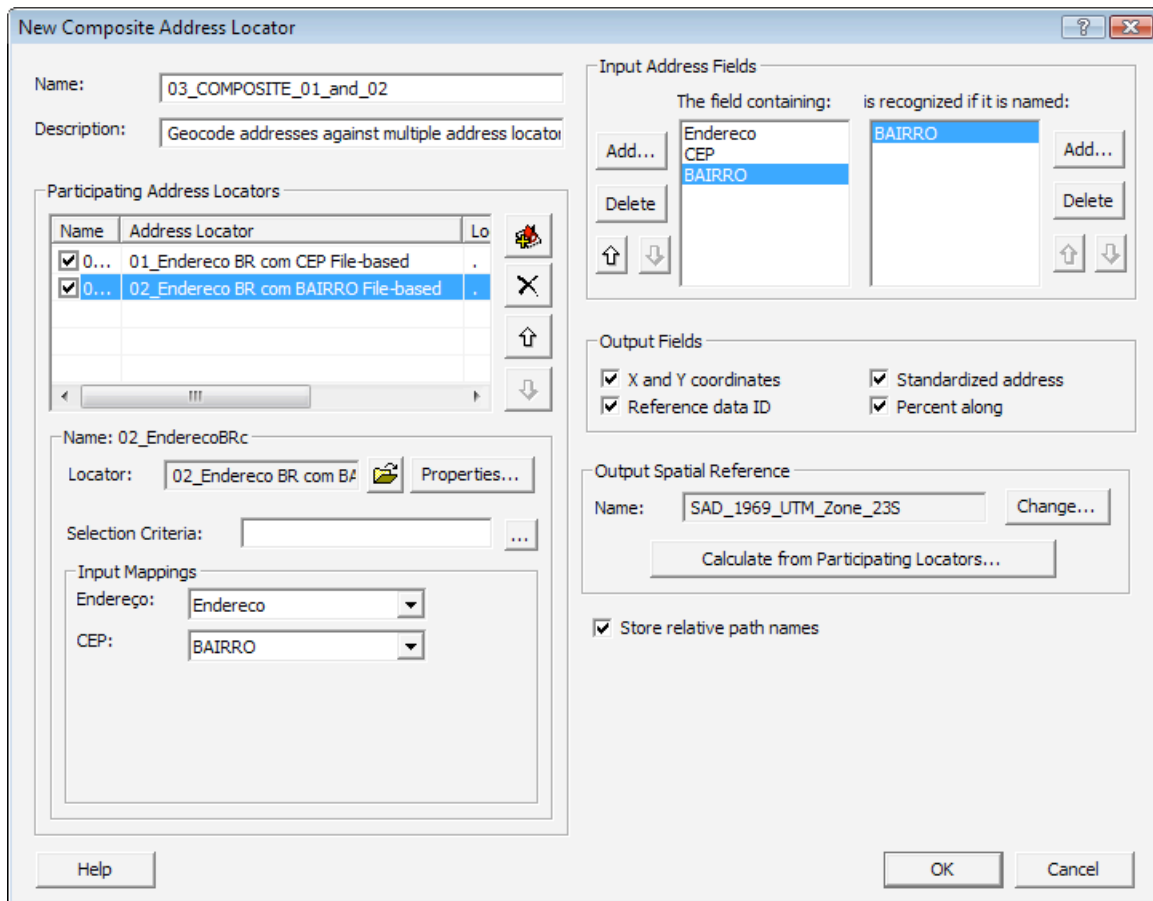 New Composite Address Locator
Name: 03_COMPOSITE_01_and_02
Description: Geocode addresses against multiple address locator
Participating Address Locators
Name Address Locator Lo
0... 01_Endereco BR com CEP File-based .
0... 02_Endereco BR com BAIRRO File-based .
Name: 02_EnderecoBRc
Locator: 02_Endereco BR com BA Properties...
Selection Criteria: ...
Input Mappings
Endereço: Endereco
CEP: BAIRRO
Input Address Fields
The field containing: is recognized if it is named:
Add... Endereco BAIRRO Add...
CEP
BAIRRO
Delete Delete
Output Fields
X and Y coordinates Standardized address
Reference data ID Percent along
Output Spatial Reference
Name: SAD_1969_UTM_Zone_23S Change...
Calculate from Participating Locators...
Store relative path names
Help OK Cancel